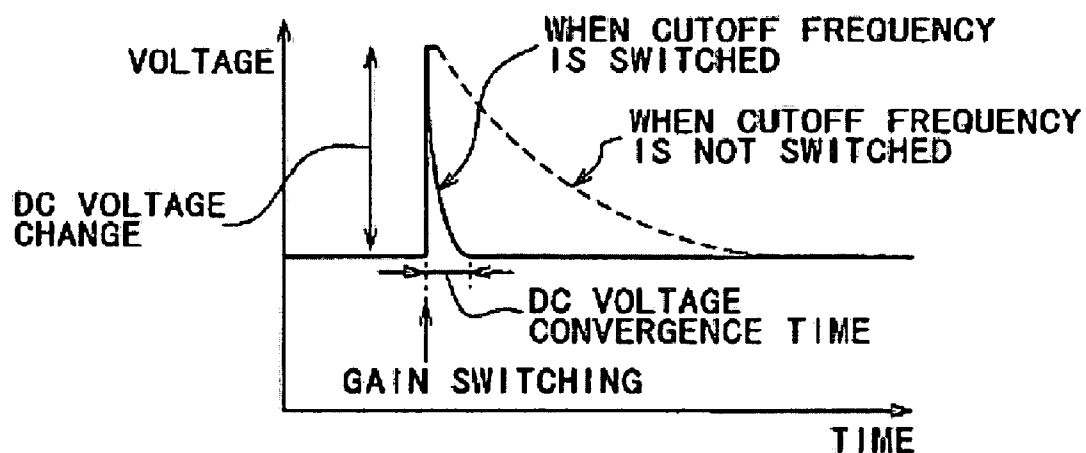 VOLTAGE
WHEN CUTOFF FREQUENCY
IS SWITCHED
WHEN CUTOFF FREQUENCY
IS NOT SWITCHED
DC VOLTAGE
CHANGE
DC VOLTAGE
CONVERGENCE TIME
GAIN SWITCHING
TIME